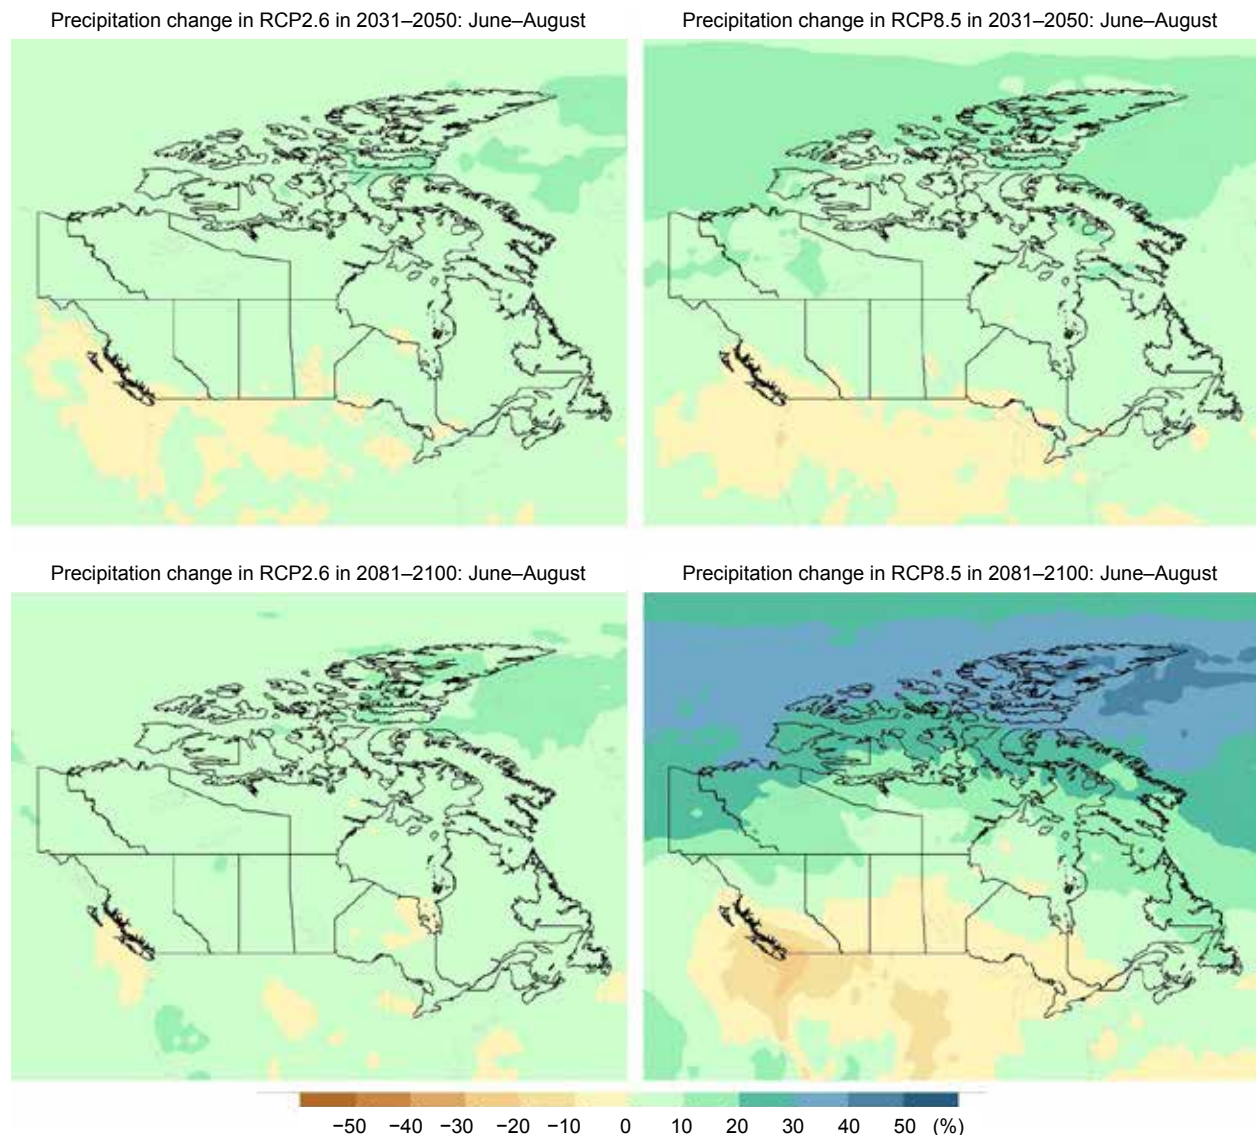 Precipitation change in RCP2.6 in 2031–2050: June–August
Precipitation change in RCP8.5 in 2031–2050: June–August
Precipitation change in RCP2.6 in 2081–2100: June–August
Precipitation change in RCP8.5 in 2081–2100: June–August
−50 −40 −30 −20 −10 0 10 20 30 40 50 (%)